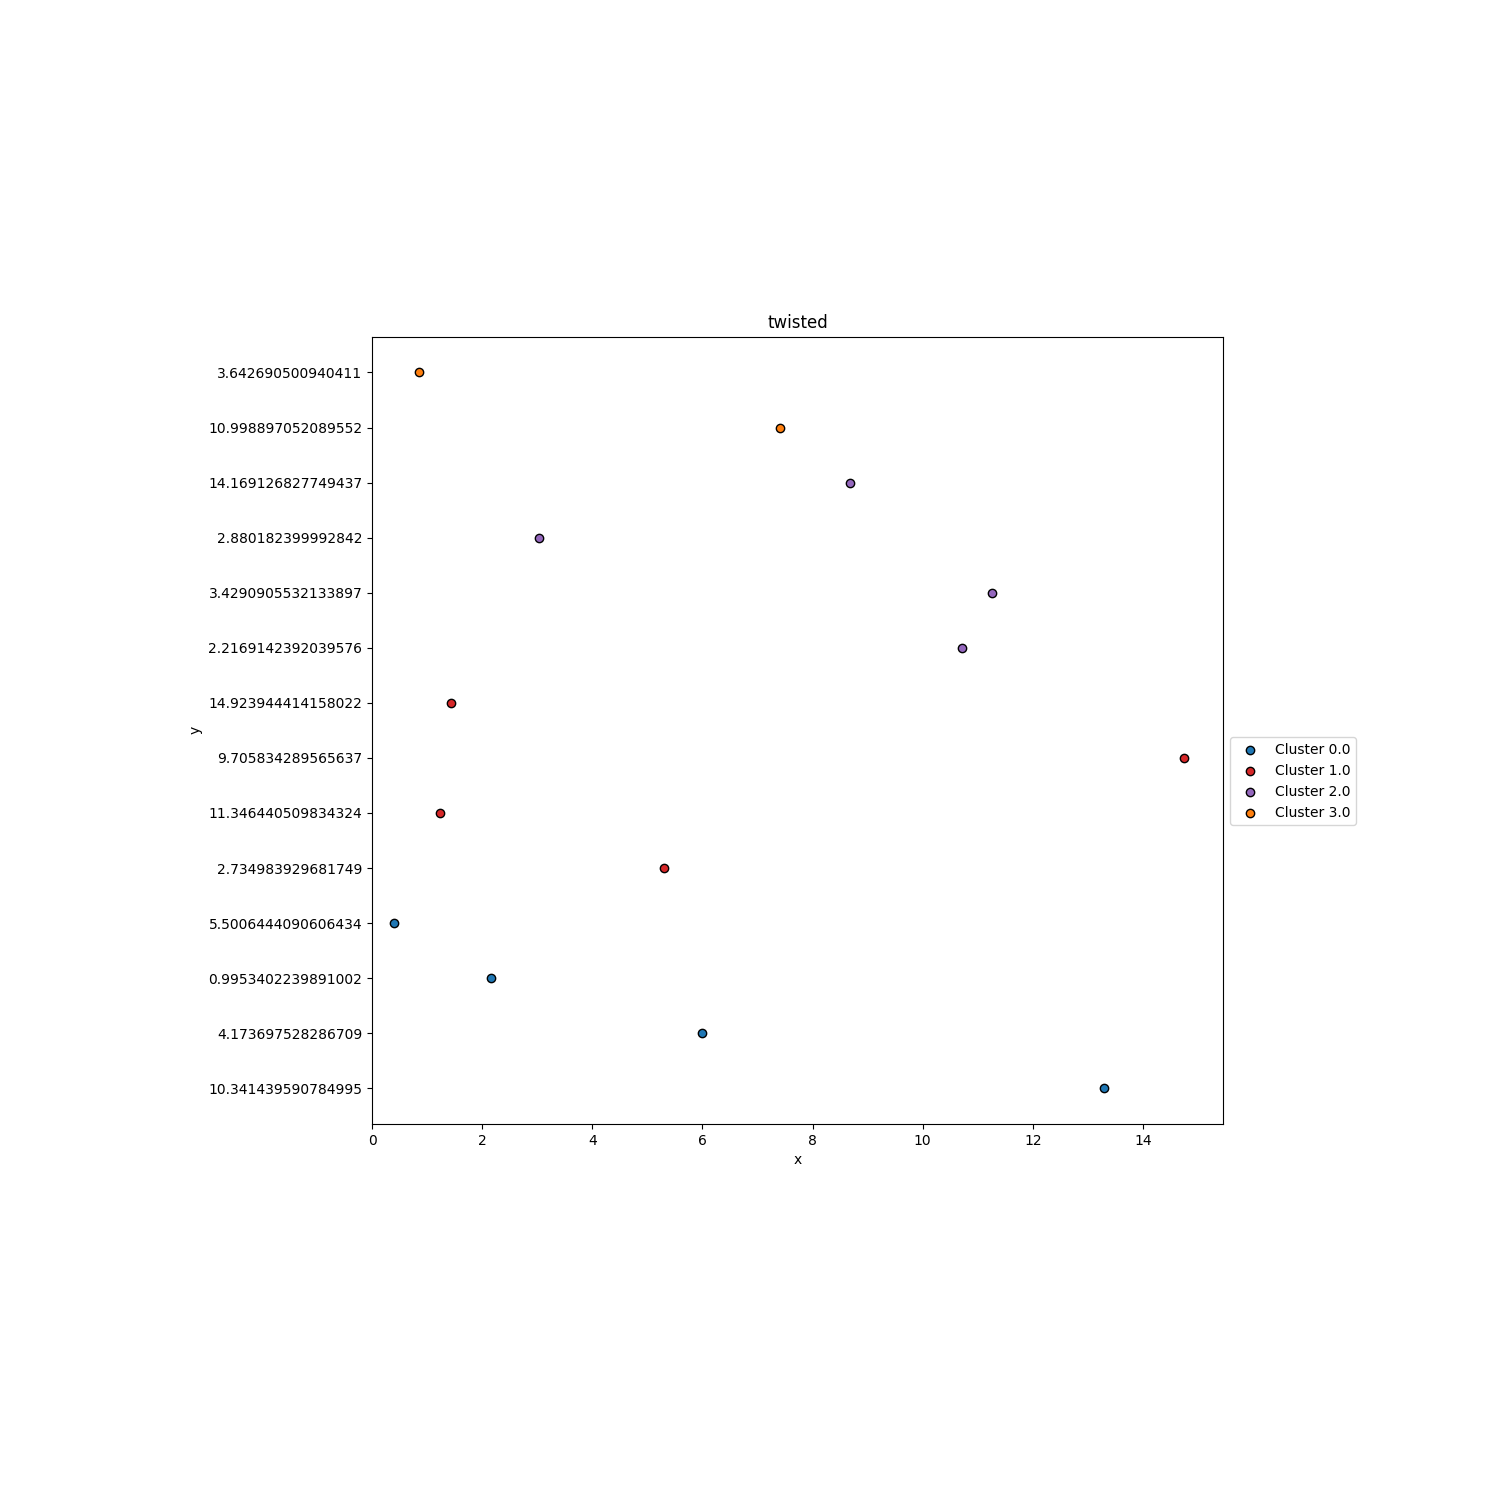 twisted
3.642690500940411
10.998897052089552
14.169126827749437
2.880182399992842
3.4290905532133897
2.2169142392039576
14.923944414158022
y
9.705834289565637
11.346440509834324
2.734983929681749
5.5006444090606434
0.9953402239891002
4.173697528286709
10.341439590784995
0 2 4 6 8 10 12 14
x
Cluster 0.0
Cluster 1.0
Cluster 2.0
Cluster 3.0